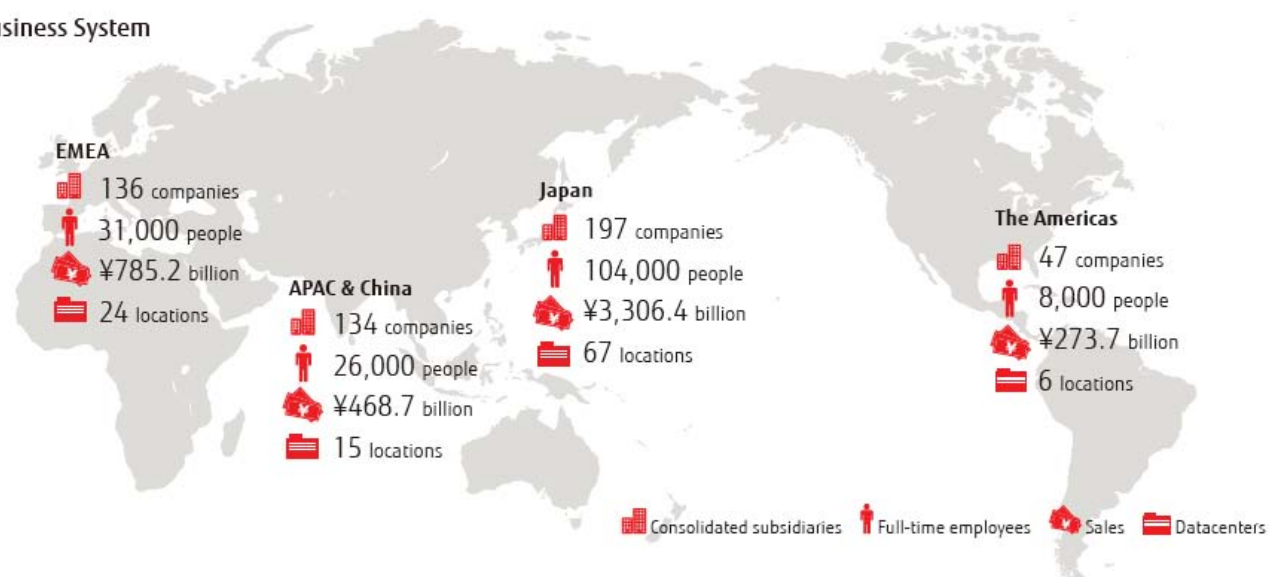 usiness System
EMEA
136 companies
31,000 people
¥785.2 billion
24 locations
APAC & China
134 companies
26,000 people
¥468.7 billion
15 locations
Japan
197 companies
104,000 people
¥3,306.4 billion
67 locations
The Americas
47 companies
8,000 people
¥273.7 billion
6 locations
Consolidated subsidiaries Full-time employees Sales Datacenters